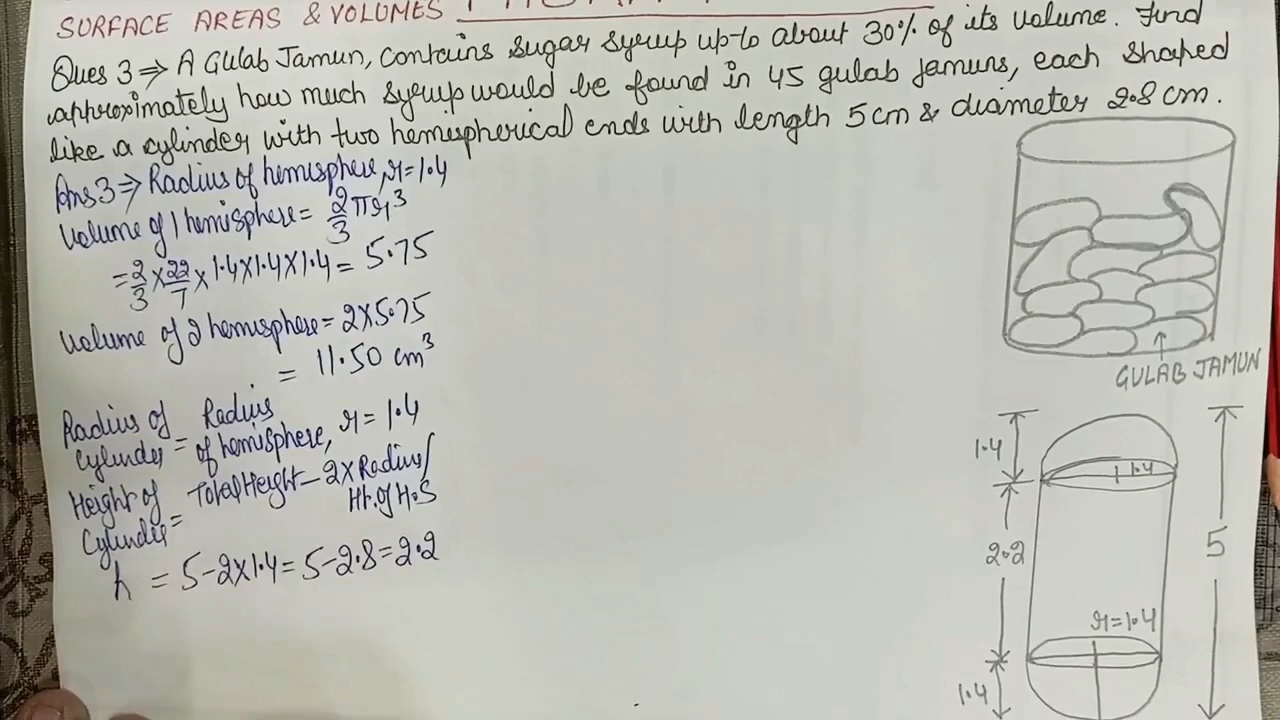 SURFACE AREAS & VOLUMES
Ques 3 ⇒ A Gulab Jamun, contains sugar syrup up-to about 30% of its volume. Find
approximately how much syrup would be found in 45 gulab jamuns, each shaped
like a cylinder with two hemispherical ends with length 5 cm & diameter 2.8 cm.
Ans 3 ⇒ Radius of hemisphere, r = 1.4
Volume of 1 hemisphere = 2/3 πr³
= 2/3 × 22/7 × 1.4 × 1.4 × 1.4 = 5.75
Volume of 2 hemisphere = 2 × 5.75
= 11.50 cm³
Radius of Cylinder = Radius of hemisphere, r = 1.4
Height of Cylinder = Total Height – 2 × Radius/Ht. of H.S
h = 5 – 2 × 1.4 = 5 – 2.8 = 2.2
GULAB JAMUN
1.4
1.4
2.2
5
r = 1.4
1.4